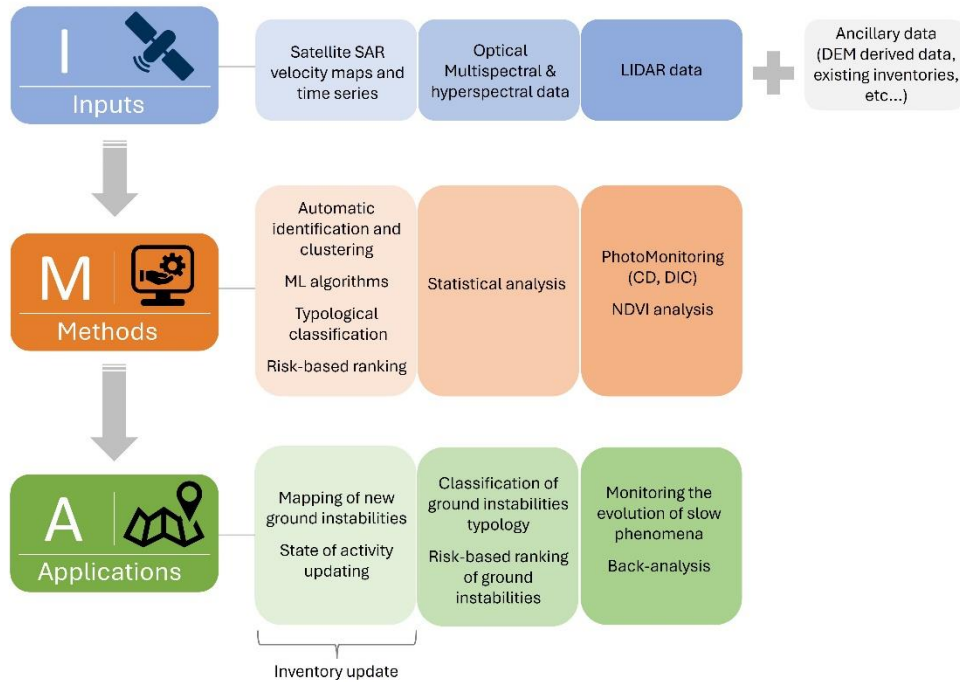 I
Inputs
Satellite SAR
velocity maps and
time series
Optical
Multispectral &
hyperspectral data
LIDAR data
Ancillary data
(DEM derived data,
existing inventories,
etc...)
M
Methods
Automatic
identification and
clustering
ML algorithms
Typological
classification
Risk-based ranking
Statistical analysis
PhotoMonitoring
(CD, DIC)
NDVI analysis
A
Applications
Mapping of new
ground instabilities
State of activity
updating
Classification of
ground instabilities
typology
Risk-based ranking
of ground
instabilities
Monitoring the
evolution of slow
phenomena
Back-analysis
Inventory update